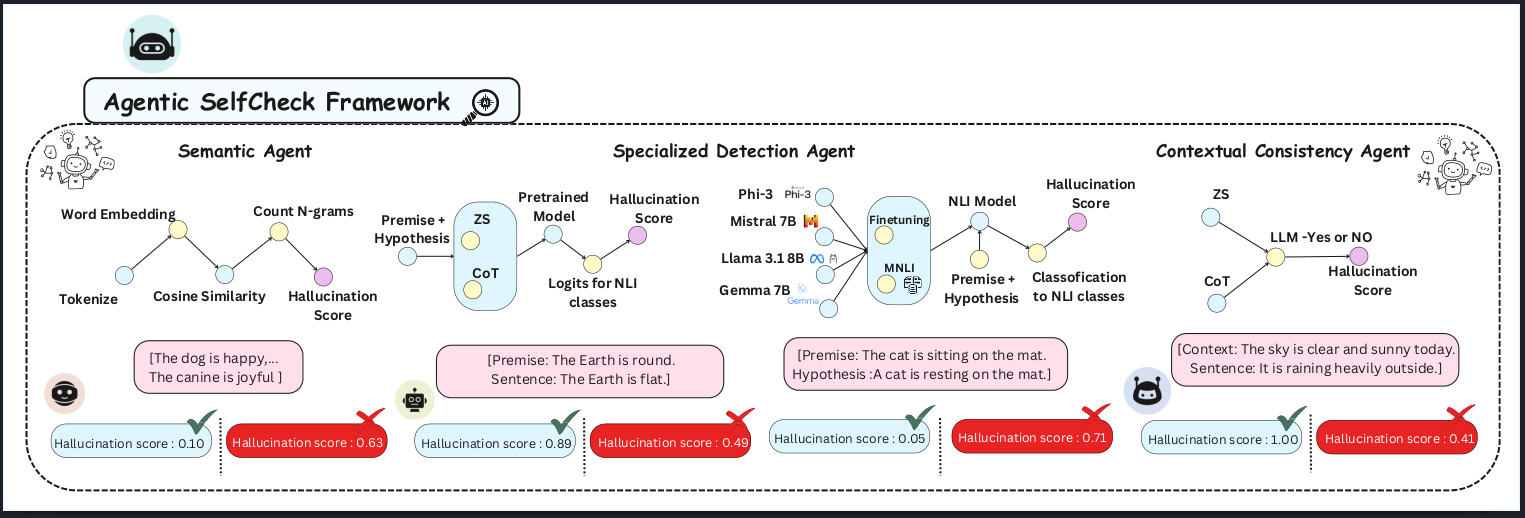 Agentic SelfCheck Framework
Semantic Agent
Word Embedding
Count N-grams
Tokenize
Cosine Similarity
Hallucination
Score
Specialized Detection Agent
Premise +
Hypothesis
ZS
CoT
Pretrained
Model
Hallucination
Score
Logits for NLI
classes
Phi-3
Phi-3
Mistral 7B
Llama 3.1 8B
Gemma 7B
Gemma
Finetuning
MNLI
NLI Model
Premise +
Hypothesis
Hallucination
Score
Classofication
to NLI classes
Contextual Consistency Agent
ZS
CoT
LLM -Yes or NO
Hallucination
Score
[The dog is happy,...
The canine is joyful ]
Hallucination score : 0.10
Hallucination score : 0.63
[Premise: The Earth is round.
Sentence: The Earth is flat.]
Hallucination score : 0.89
Hallucination score : 0.49
[Premise: The cat is sitting on the mat.
Hypothesis :A cat is resting on the mat.]
Hallucination score : 0.05
Hallucination score : 0.71
[Context: The sky is clear and sunny today.
Sentence: It is raining heavily outside.]
Hallucination score : 1.00
Hallucination score : 0.41